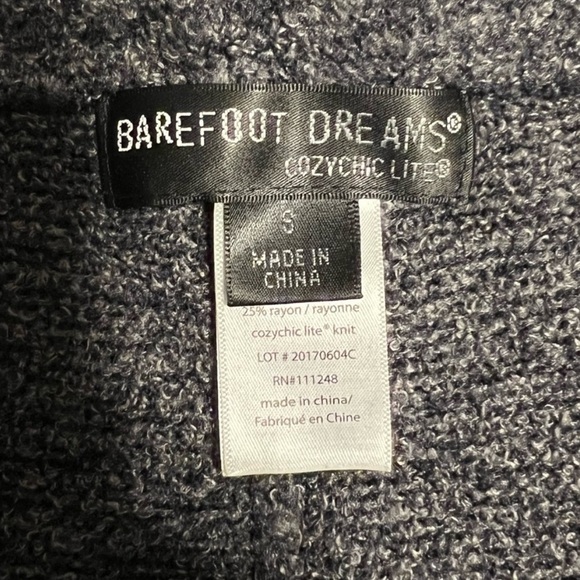 BAREFOOT DREAMS®
COZYCHIC LITE®
S
MADE IN
CHINA
25% rayon / rayonne
cozychic lite® knit
LOT # 20170604C
RN#111248
made in china/
Fabriqué en Chine